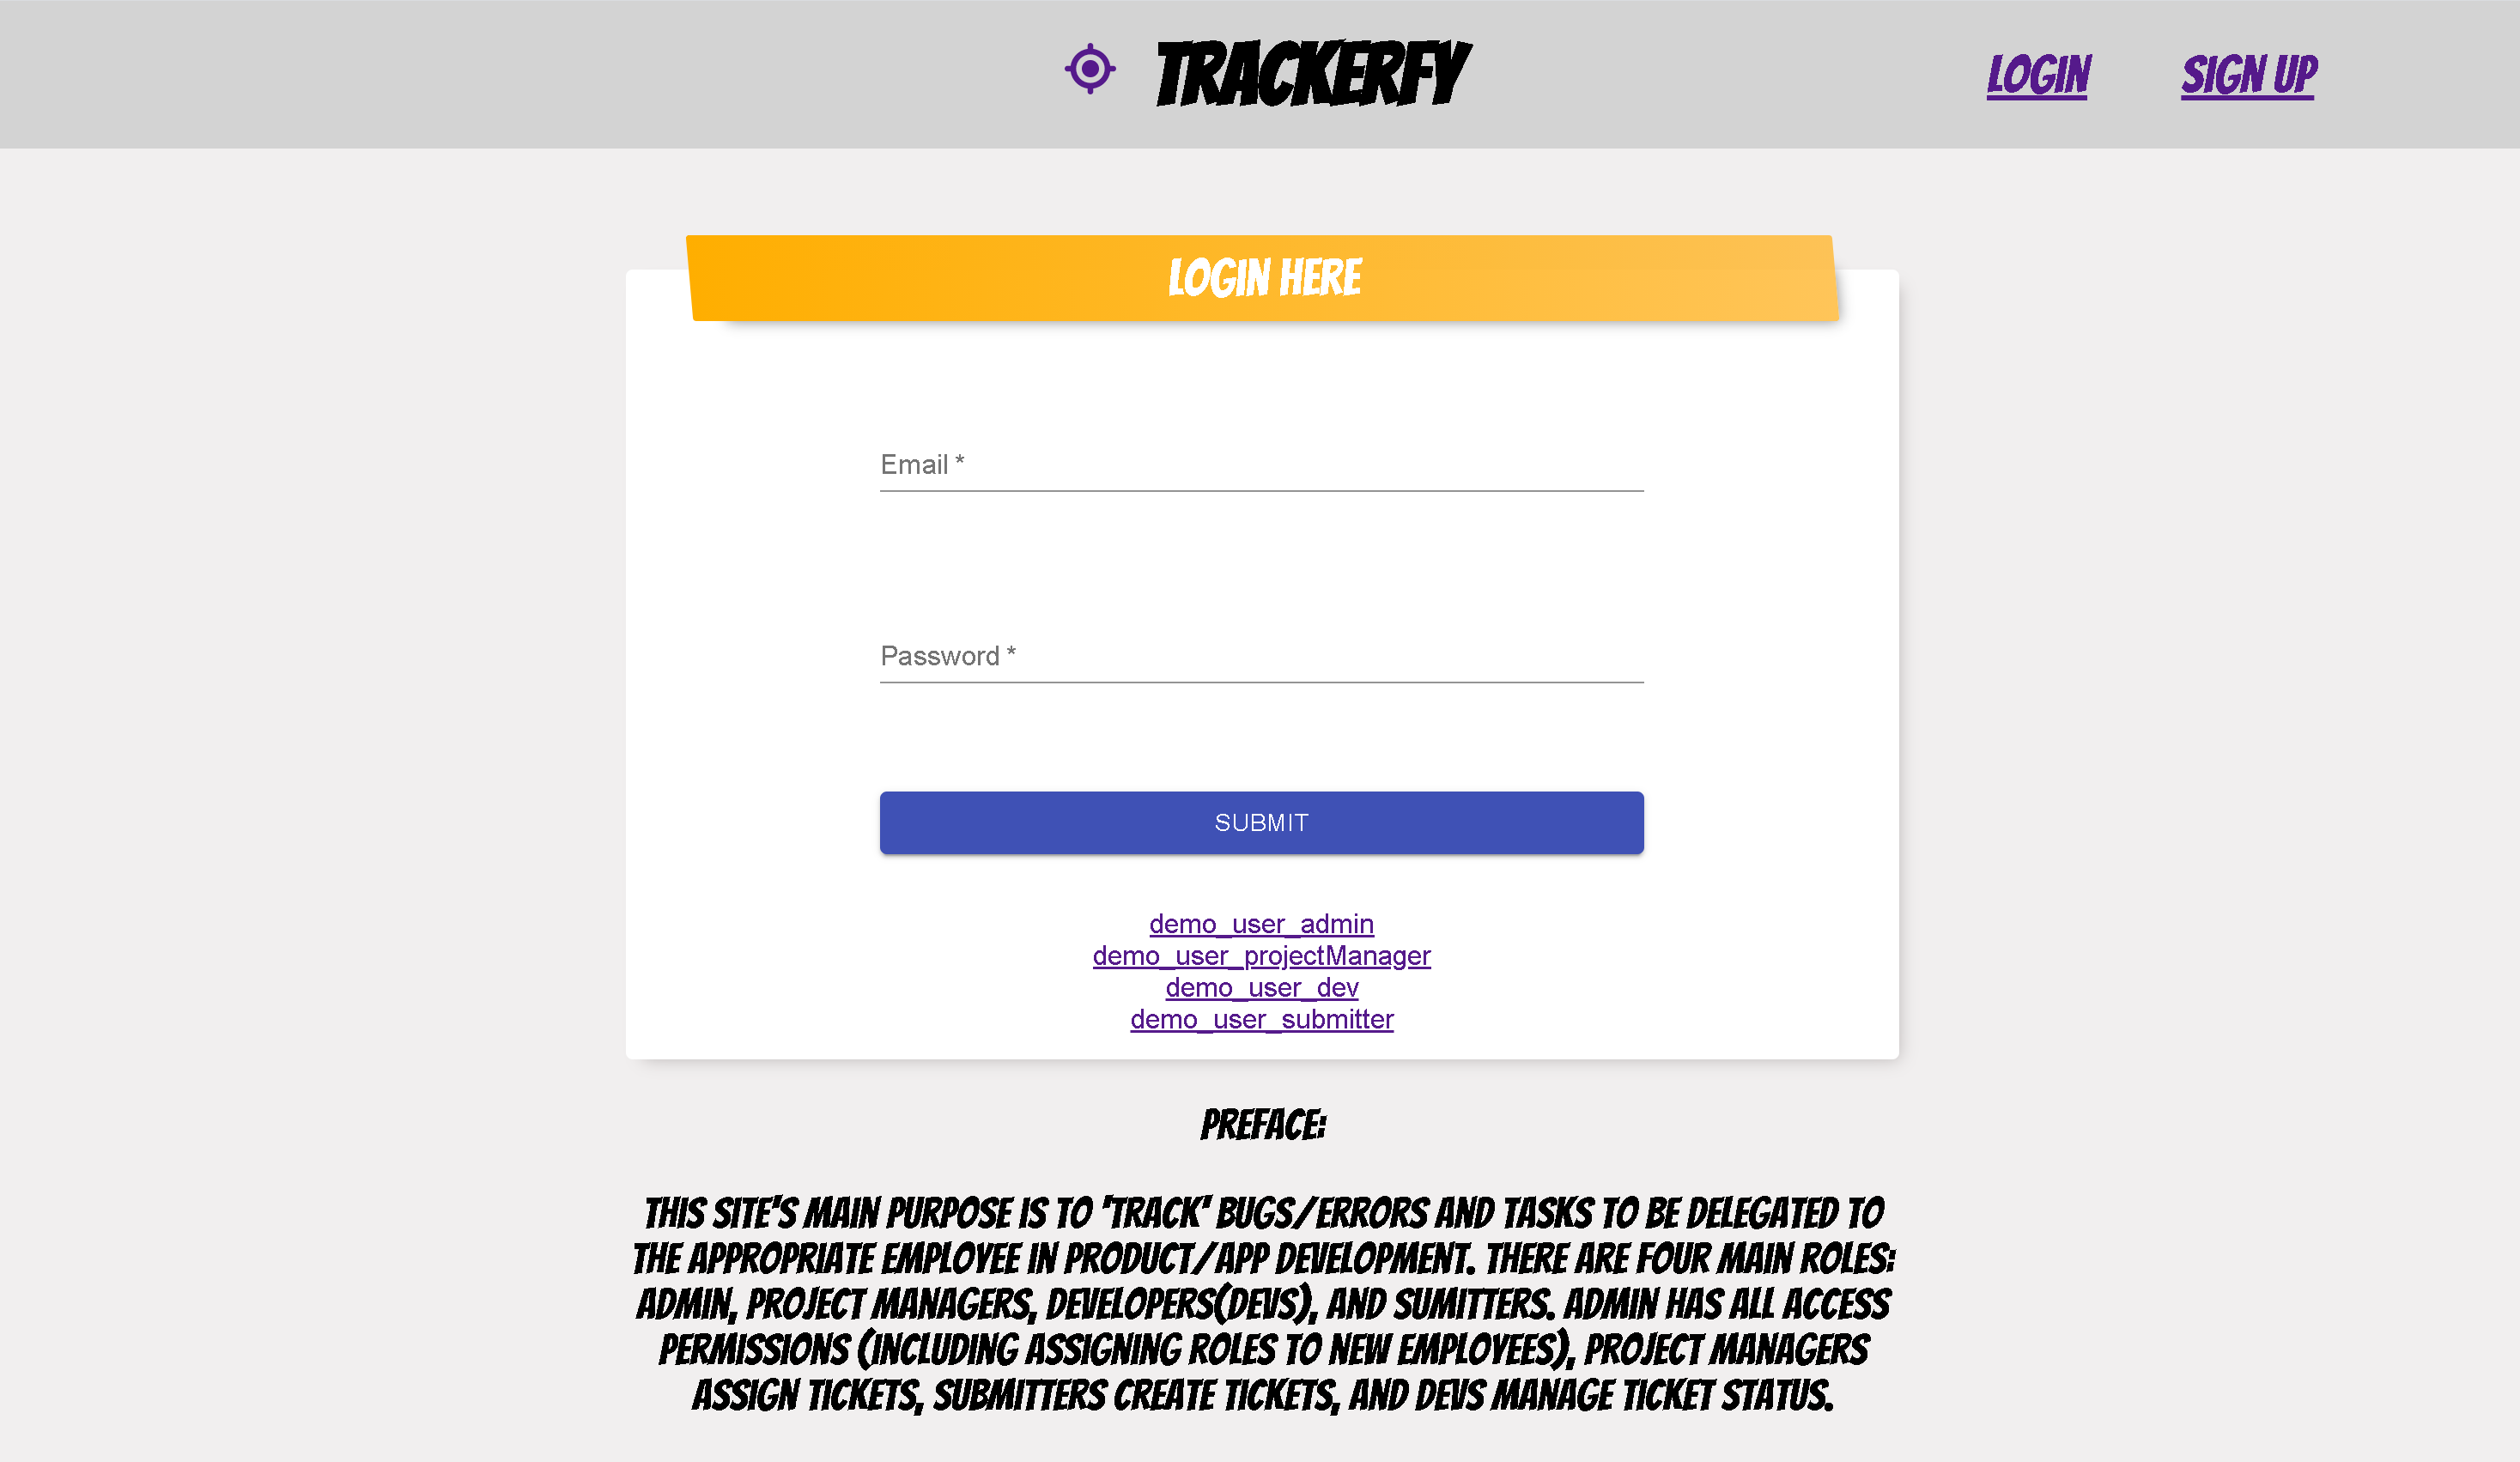 TRACKERFY
LOGIN
SIGN UP
LOGIN HERE
Email *
Password *
SUBMIT
demo_user_admin
demo_user_projectManager
demo_user_dev
demo_user_submitter
PREFACE:
THIS SITE'S MAIN PURPOSE IS TO 'TRACK' BUGS/ERRORS AND TASKS TO BE DELEGATED TO
THE APPROPRIATE EMPLOYEE IN PRODUCT/APP DEVELOPMENT. THERE ARE FOUR MAIN ROLES:
ADMIN, PROJECT MANAGERS, DEVELOPERS(DEVS), AND SUMITTERS. ADMIN HAS ALL ACCESS
PERMISSIONS (INCLUDING ASSIGNING ROLES TO NEW EMPLOYEES), PROJECT MANAGERS
ASSIGN TICKETS, SUBMITTERS CREATE TICKETS, AND DEVS MANAGE TICKET STATUS.